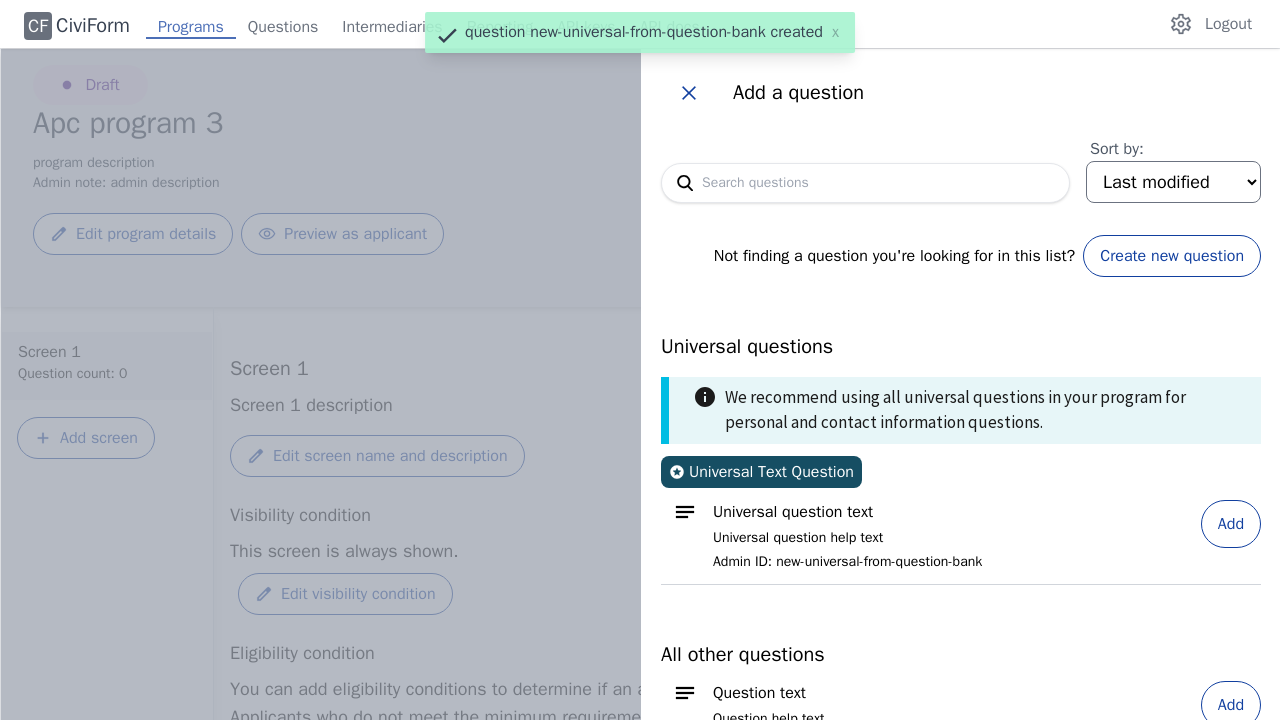 CF CiviForm
Programs
Questions
Intermediaries
question new-universal-from-question-bank created x
Logout
Draft
Apc program 3
program description
Admin note: admin description
Edit program details
Preview as applicant
Screen 1
Question count: 0
Add screen
Screen 1
Screen 1 description
Edit screen name and description
Visibility condition
This screen is always shown.
Edit visibility condition
Eligibility condition
You can add eligibility conditions to determine if an a
Applicants who do not meet the minimum requireme
Add a question
Sort by:
Search questions
Last modified
Not finding a question you're looking for in this list?
Create new question
Universal questions
We recommend using all universal questions in your program for
personal and contact information questions.
Universal Text Question
Universal question text
Universal question help text
Admin ID: new-universal-from-question-bank
Add
All other questions
Question text
Question help text
Add